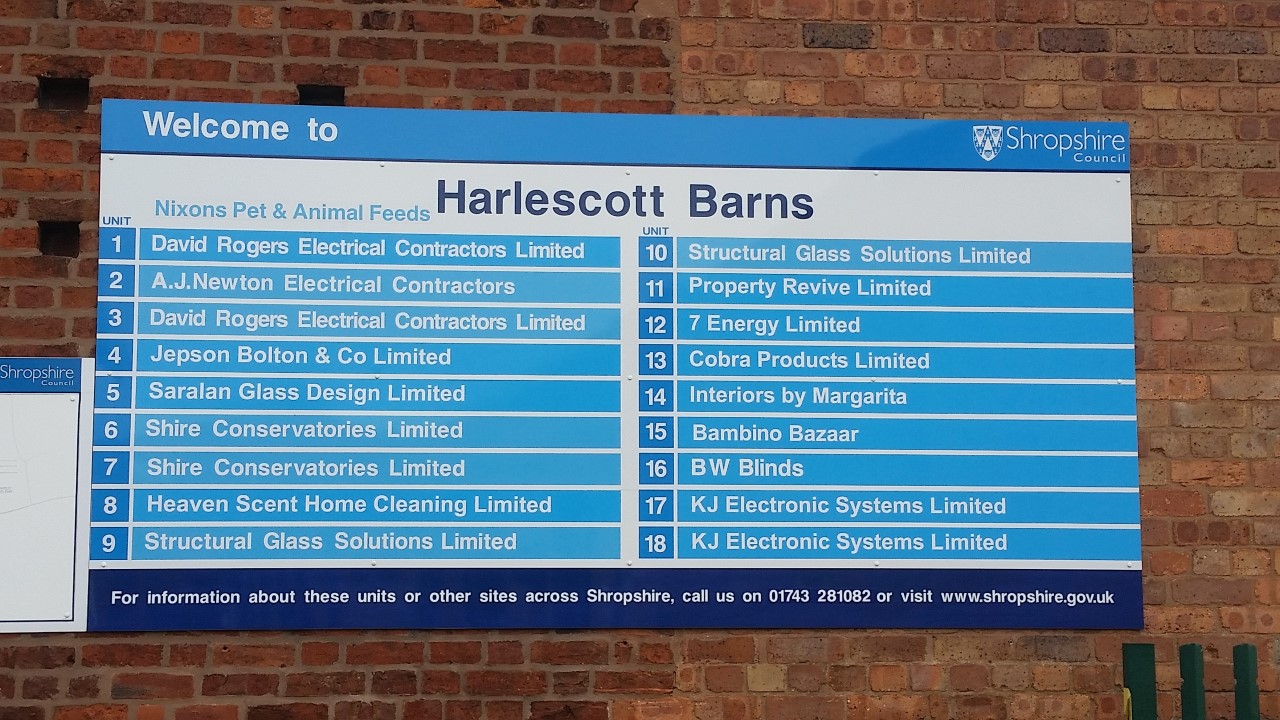 Welcome to
Shropshire
Council
Harlescott Barns
Nixons Pet & Animal Feeds
UNIT
1 David Rogers Electrical Contractors Limited
2 A.J.Newton Electrical Contractors
3 David Rogers Electrical Contractors Limited
4 Jepson Bolton & Co Limited
5 Saralan Glass Design Limited
6 Shire Conservatories Limited
7 Shire Conservatories Limited
8 Heaven Scent Home Cleaning Limited
9 Structural Glass Solutions Limited
UNIT
10 Structural Glass Solutions Limited
11 Property Revive Limited
12 7 Energy Limited
13 Cobra Products Limited
14 Interiors by Margarita
15 Bambino Bazaar
16 BW Blinds
17 KJ Electronic Systems Limited
18 KJ Electronic Systems Limited
For information about these units or other sites across Shropshire, call us on 01743 281082 or visit www.shropshire.gov.uk
Shropshire
Council